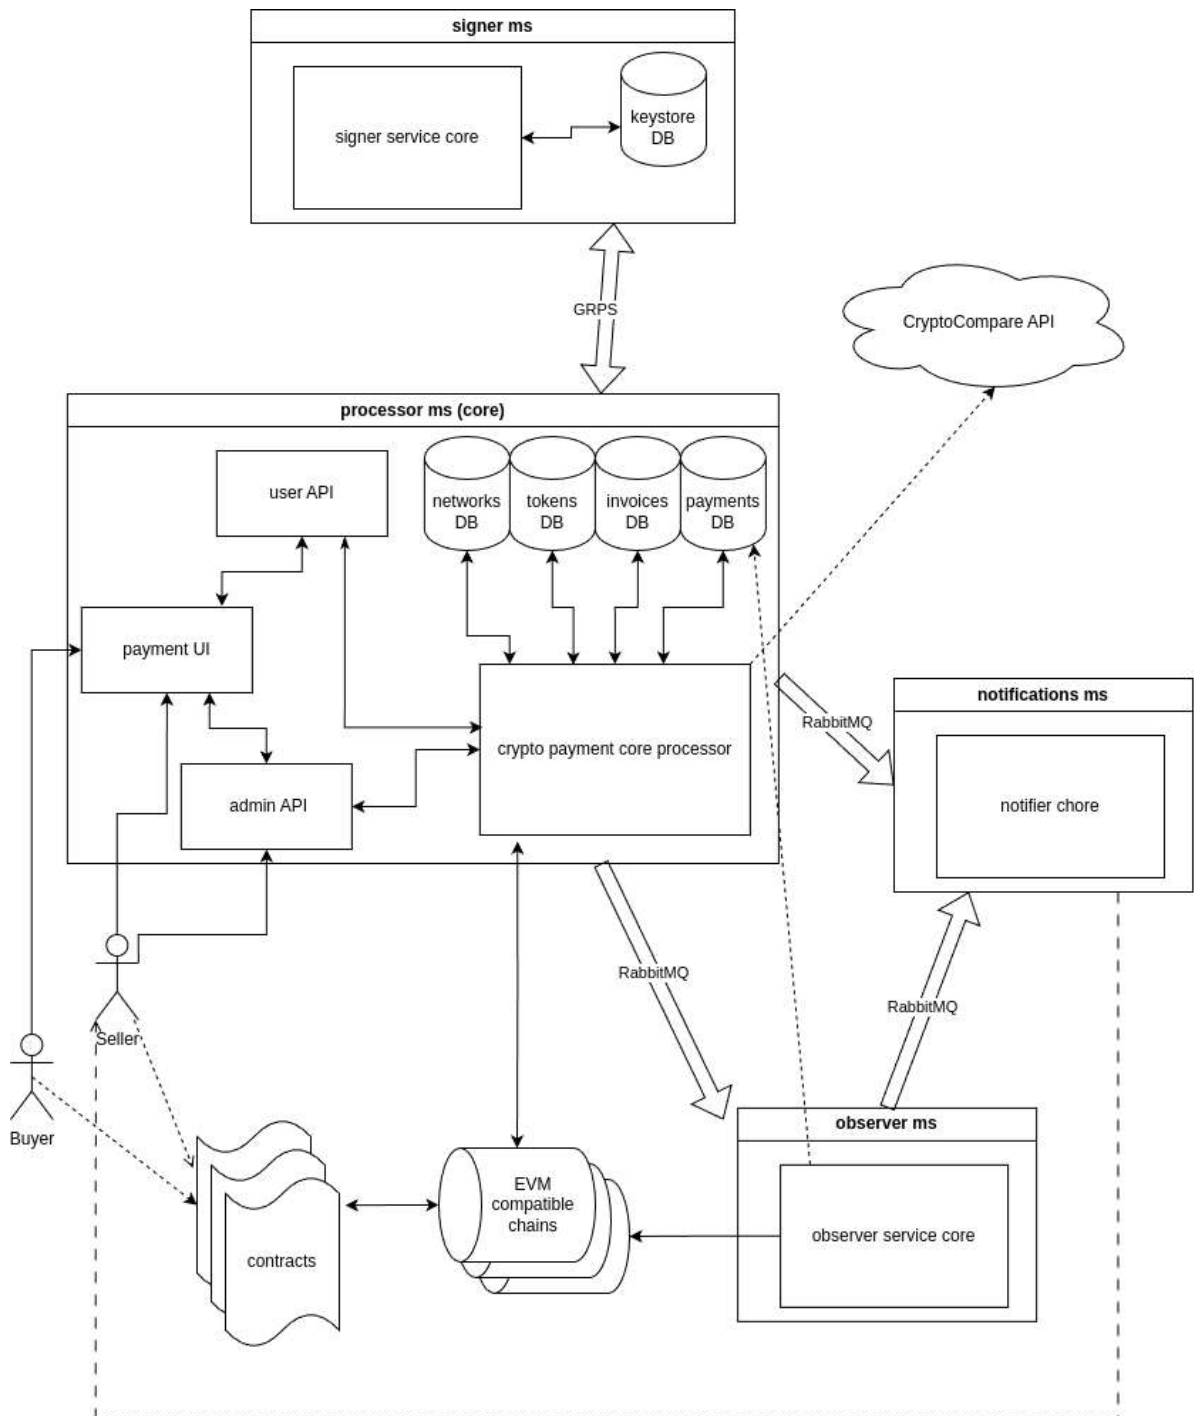 signer ms
signer service core
keystore
DB
GRPS
CryptoCompare API
processor ms (core)
user API
networks
DB
tokens
DB
invoices
DB
payments
DB
payment UI
crypto payment core processor
admin API
RabbitMQ
notifications ms
notifier chore
RabbitMQ
RabbitMQ
Seller
Buyer
observer ms
observer service core
EVM
compatible
chains
contracts